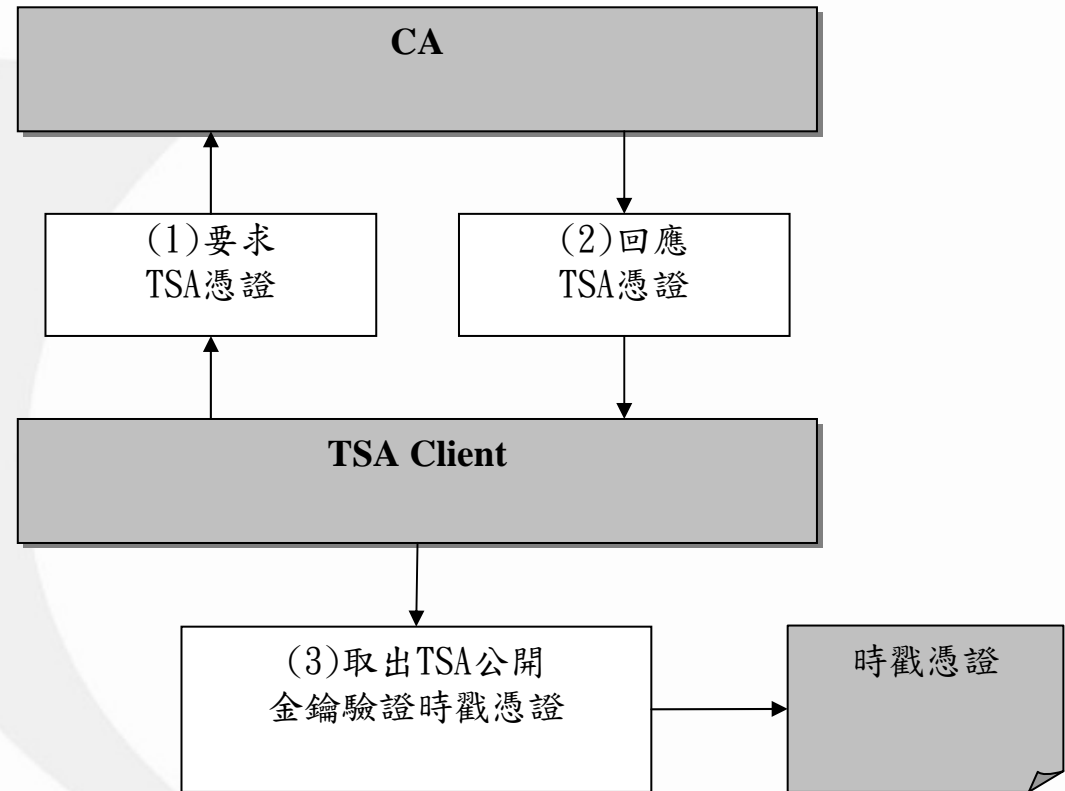 CA
(1)要求
TSA憑證
(2)回應
TSA憑證
TSA Client
(3)取出TSA公開
金鑰驗證時戳憑證
時戳憑證